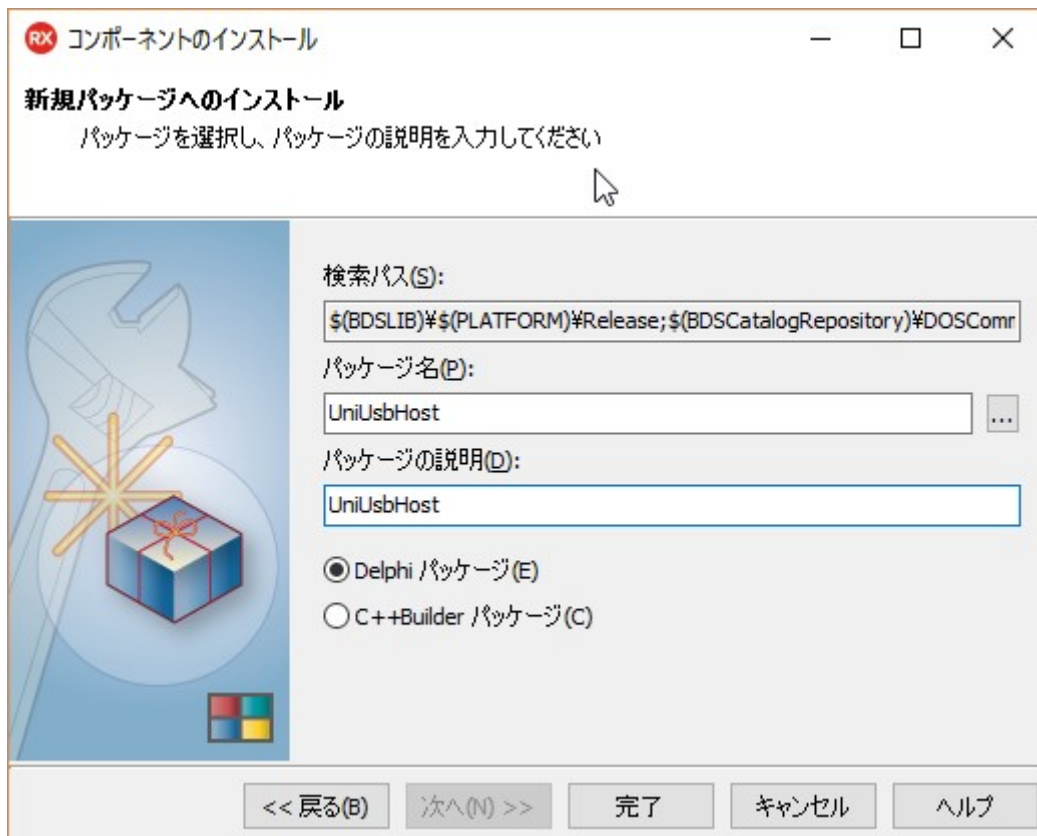 RX コンポーネントのインストール
新規パッケージへのインストール
パッケージを選択し、パッケージの説明を入力してください
検索パス(S):
$(BDSLIB)¥$(PLATFORM)¥Release;$(BDSCatalogRepository)¥DOSComm
パッケージ名(P):
UniUsbHost
...
パッケージの説明(D):
UniUsbHost
Delphi パッケージ(E)
C++Builder パッケージ(C)
<< 戻る(B) 次へ(N) >> 完了 キャンセル ヘルプ